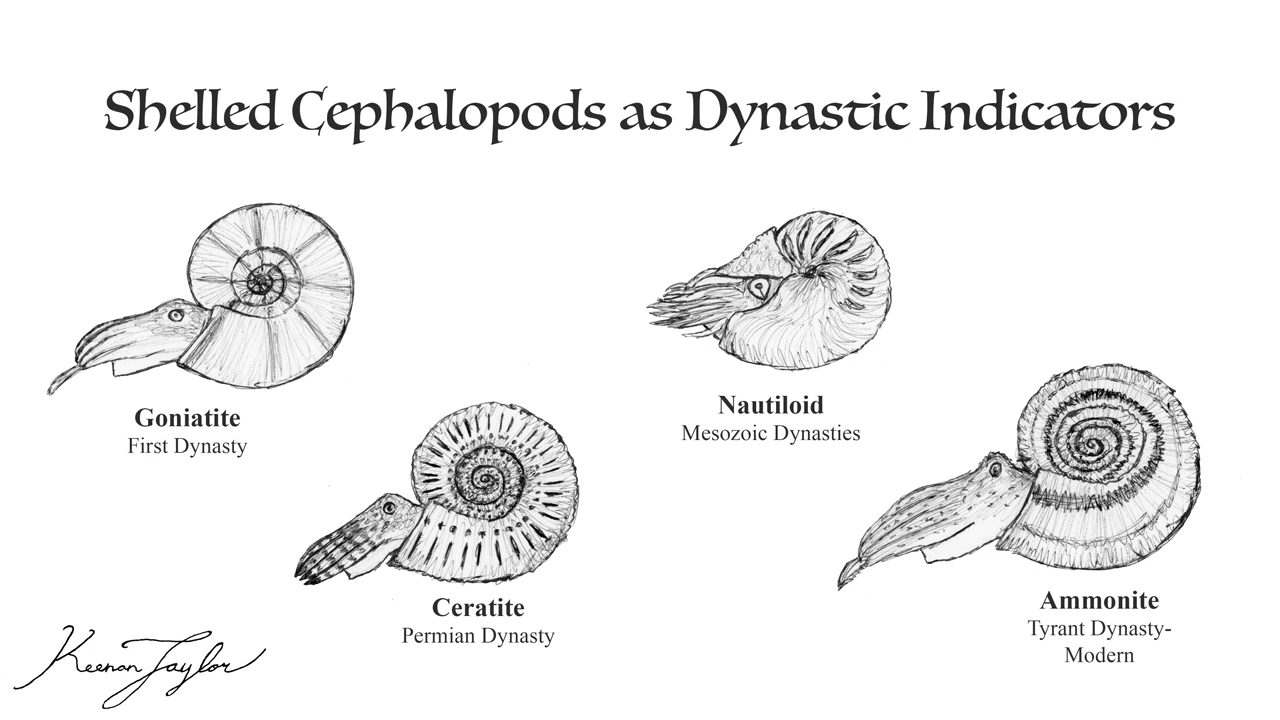 Shelled Cephalopods as Dynastic Indicators
Goniatite
First Dynasty
Ceratite
Permian Dynasty
Nautiloid
Mesozoic Dynasties
Ammonite
Tyrant Dynasty-
Modern
Keenan Taylor